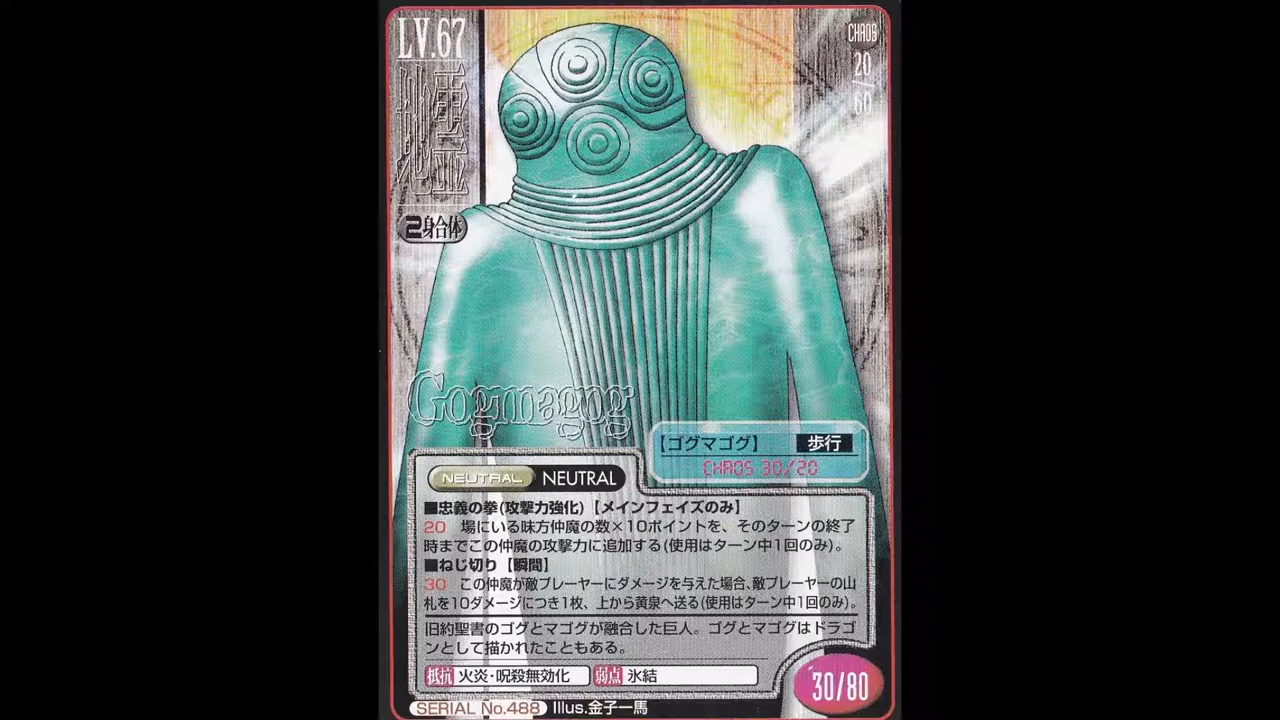 LV.67
CHAOS
20/60
地霊
2身合体
Gogmagog
【ゴグマゴグ】 歩行
CHAOS 30/20
NEUTRAL NEUTRAL
■忠義の拳(攻撃力強化)【メインフェイズのみ】
20 場にいる味方仲魔の数×10ポイントを、そのターンの終了
時までこの仲魔の攻撃力に追加する(使用はターン中1回のみ)。
■ねじ切り【瞬間】
30 この仲魔が敵プレーヤーにダメージを与えた場合、敵プレーヤーの山
札を10ダメージにつき1枚、上から黄泉へ送る(使用はターン中1回のみ)。
旧約聖書のゴグとマゴグが融合した巨人。ゴグとマゴグはドラゴ
ンとして描かれたこともある。
抵抗 火炎・呪殺無効化 弱点 氷結
30/80
SERIAL No.488 Illus.金子一馬